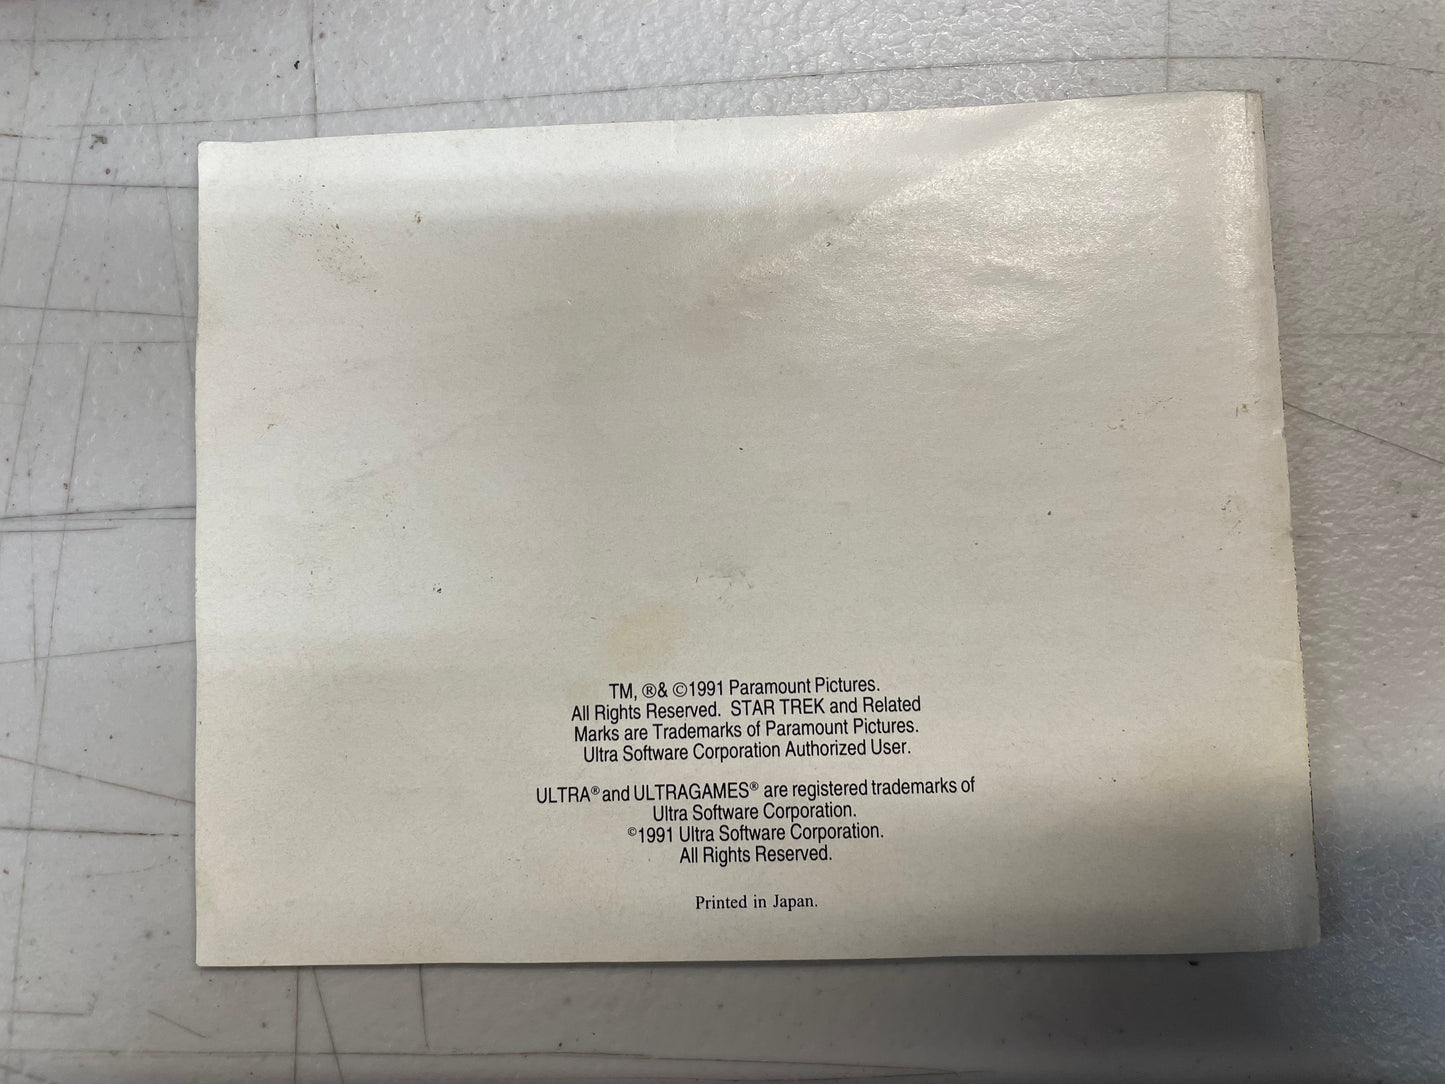 TM, ®& ©1991 Paramount Pictures.
All Rights Reserved. STAR TREK and Related
Marks are Trademarks of Paramount Pictures.
Ultra Software Corporation Authorized User.
ULTRA® and ULTRAGAMES® are registered trademarks of
Ultra Software Corporation.
©1991 Ultra Software Corporation.
All Rights Reserved.
Printed in Japan.